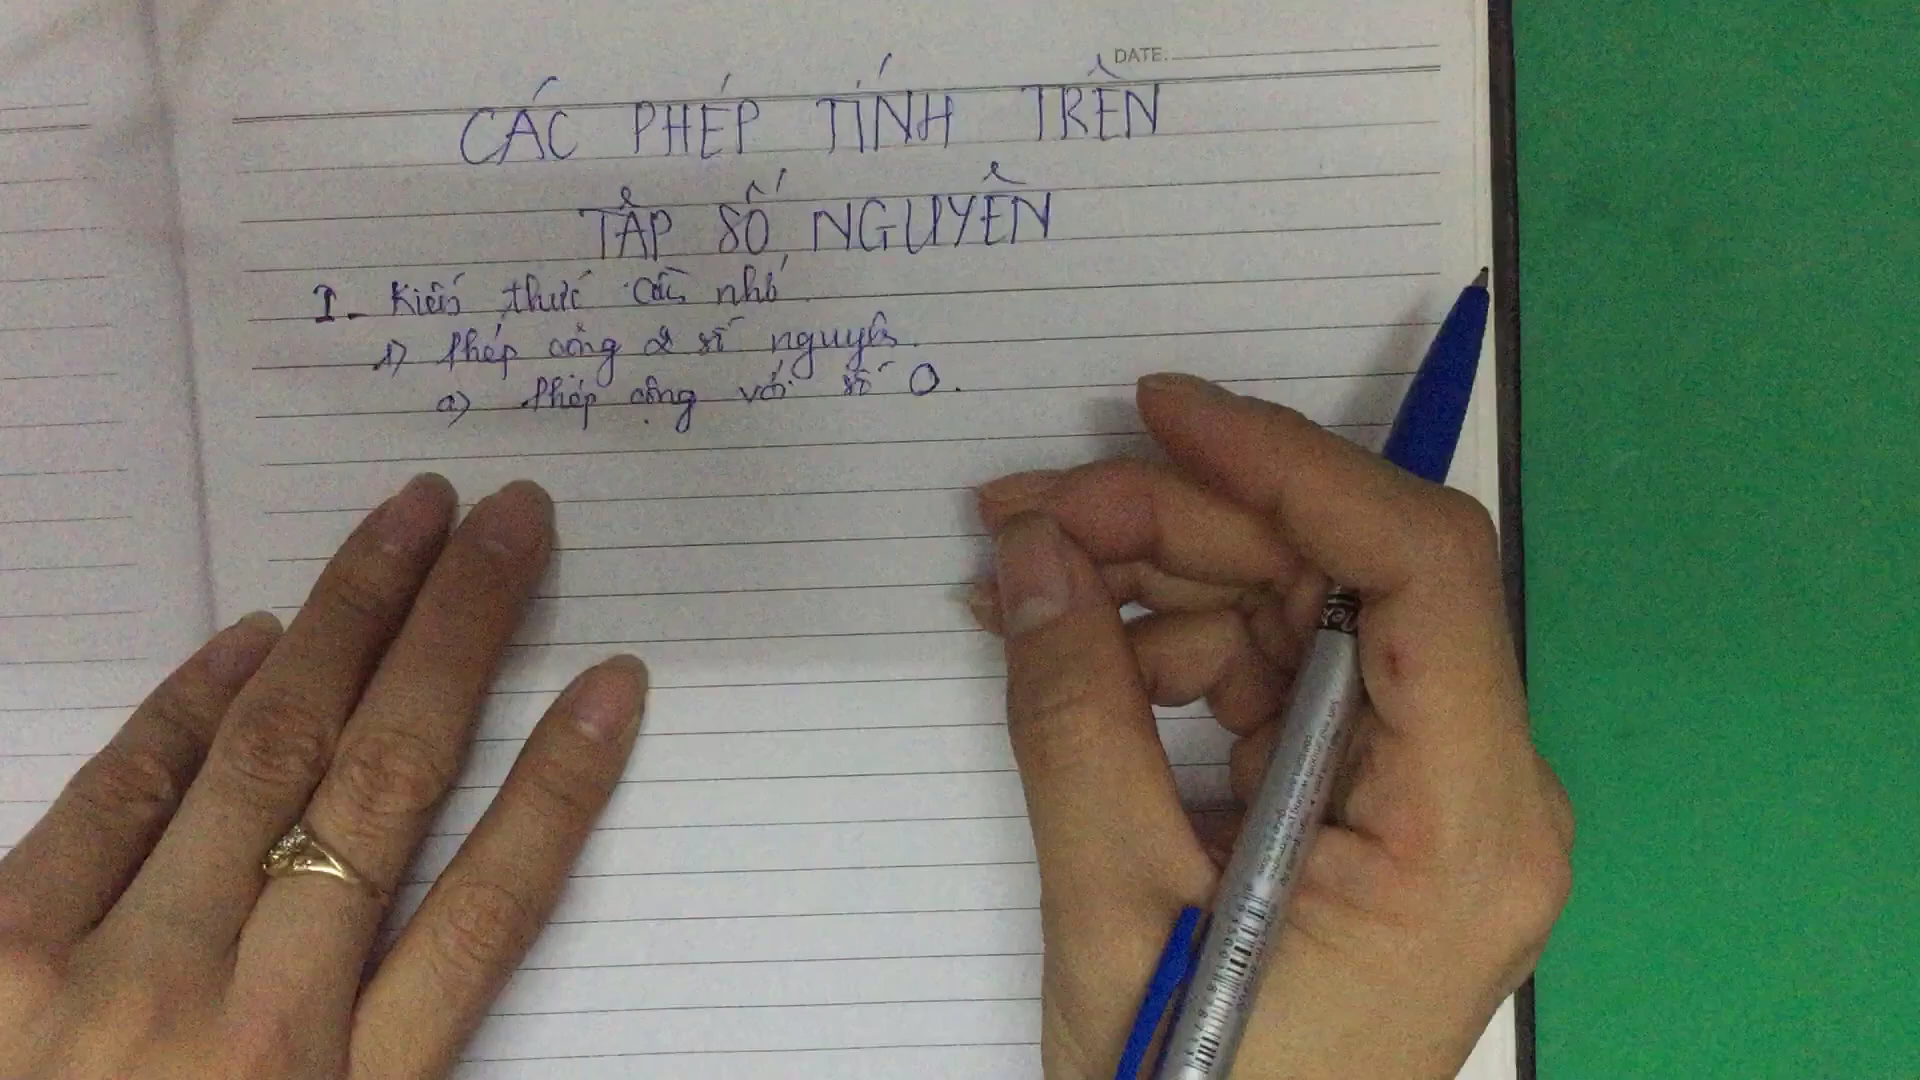 DATE:
CÁC PHÉP TÍNH TRÊN
TẬP SỐ NGUYÊN
I- Kiến thức cần nhớ.
1) Phép cộng 2 số nguyên.
a) Phép cộng với số 0.